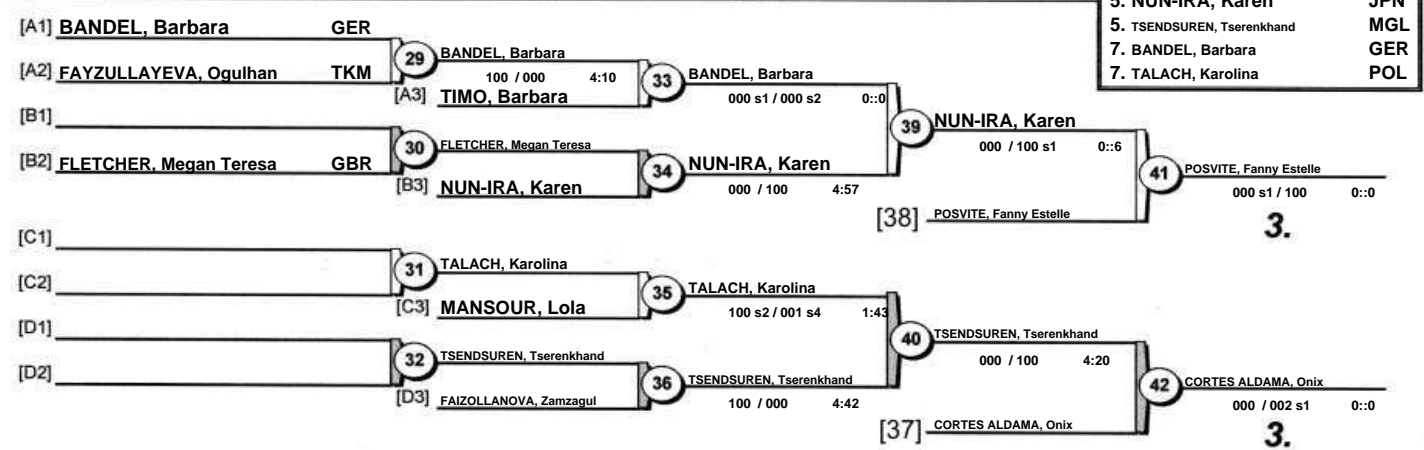 5. NUN-IRA, Karen JPN
5. TSENDSUREN, Tserenkhand MGL
7. BANDEL, Barbara GER
7. TALACH, Karolina POL
[A1] BANDEL, Barbara GER
29
BANDEL, Barbara
100 / 000 4:10
[A2] FAYZULLAYEVA, Ogulhan TKM
[A3] TIMO, Barbara
33
BANDEL, Barbara
000 s1 / 000 s2 0::0
[B1]
30
FLETCHER, Megan Teresa
[B2] FLETCHER, Megan Teresa GBR
[B3] NUN-IRA, Karen
34
NUN-IRA, Karen
000 / 100 4:57
39
NUN-IRA, Karen
000 / 100 s1 0::6
[38] POSVITE, Fanny Estelle
41
POSVITE, Fanny Estelle
000 s1 / 100 0::0
3.
[C1]
31
TALACH, Karolina
[C2]
[C3] MANSOUR, Lola
35
TALACH, Karolina
100 s2 / 001 s4 1:43
[D1]
32
TSENDSUREN, Tserenkhand
[D2]
[D3] FAIZOLLANOVA, Zamzagul
36
TSENDSUREN, Tserenkhand
100 / 000 4:42
40
TSENDSUREN, Tserenkhand
000 / 100 4:20
[37] CORTES ALDAMA, Onix
42
CORTES ALDAMA, Onix
000 / 002 s1 0::0
3.